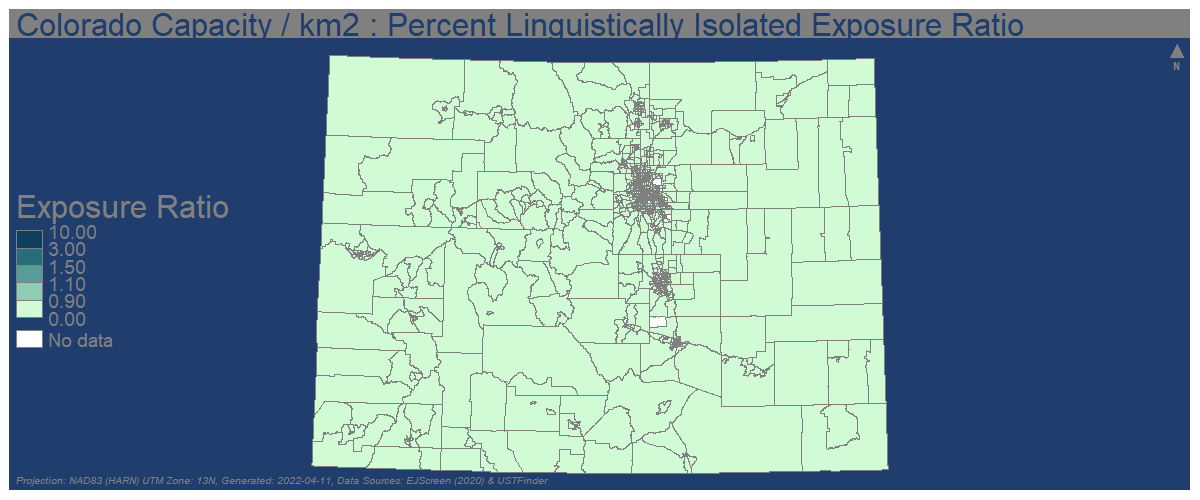 Colorado Capacity / km2 : Percent Linguistically Isolated Exposure Ratio
N
Exposure Ratio
10.00
3.00
1.50
1.10
0.90
0.00
No data
Projection: NAD83 (HARN) UTM Zone: 13N, Generated: 2022-04-11, Data Sources: EJScreen (2020) & USTFinder